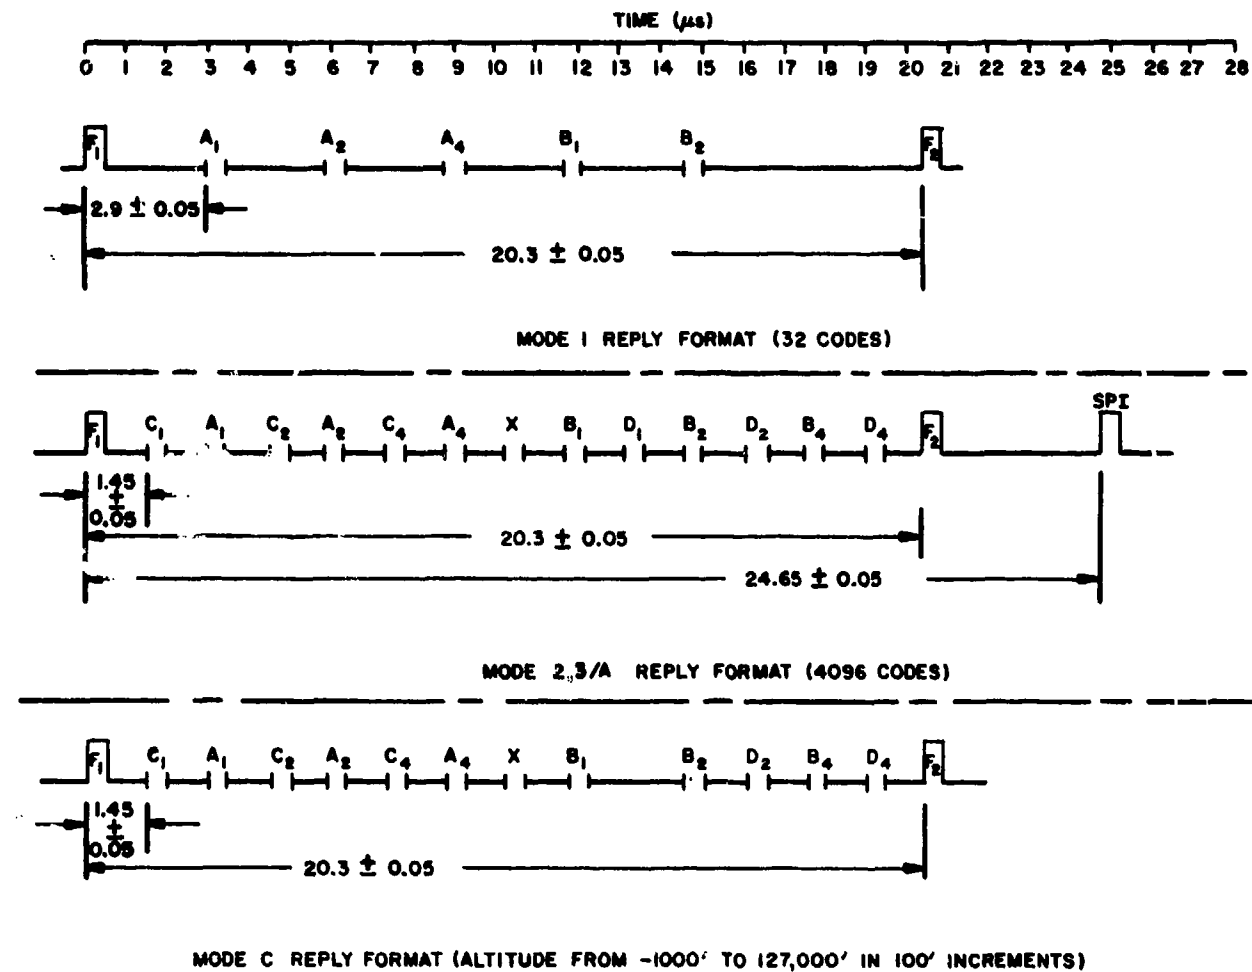 TIME (µs)
0 1 2 3 4 5 6 7 8 9 10 11 12 13 14 15 16 17 18 19 20 21 22 23 24 25 26 27 28
F₁ A₁ A₂ A₄ B₁ B₂ F₂
2.9 ± 0.05
20.3 ± 0.05
MODE 1 REPLY FORMAT (32 CODES)
SPI
F₁ C₁ A₁ C₂ A₂ C₄ A₄ X B₁ D₁ B₂ D₂ B₄ D₄ F₂
1.45
±
0.05
20.3 ± 0.05
24.65 ± 0.05
MODE 2,3/A REPLY FORMAT (4096 CODES)
F₁ C₁ A₁ C₂ A₂ C₄ A₄ X B₁ B₂ D₂ B₄ D₄ F₂
1.45
±
0.05
20.3 ± 0.05
MODE C REPLY FORMAT (ALTITUDE FROM -1000' TO 127,000' IN 100' INCREMENTS)